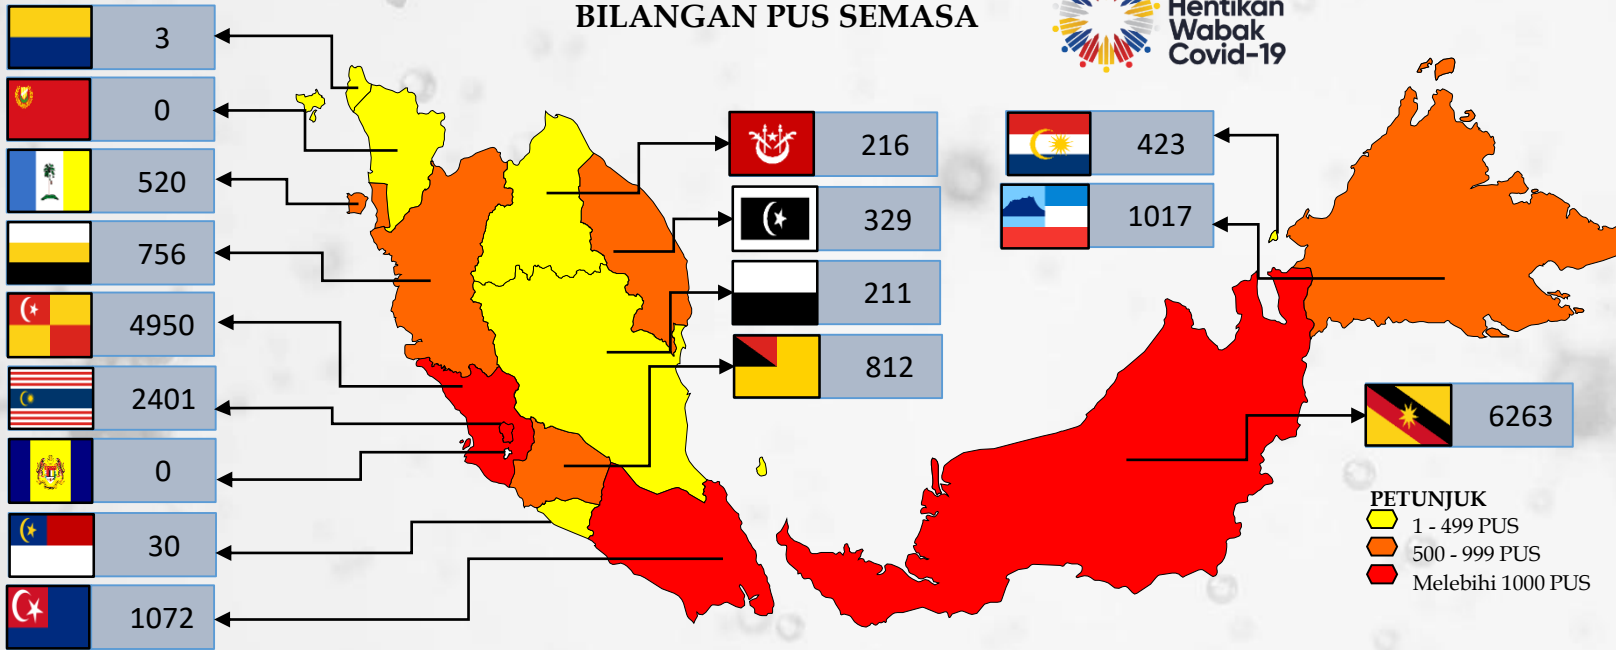 BILANGAN PUS SEMASA
Hentikan
Wabak
Covid-19
3
0
520
756
4950
2401
0
30
1072
216
329
211
812
423
1017
6263
PETUNJUK
1 - 499 PUS
500 - 999 PUS
Melebihi 1000 PUS